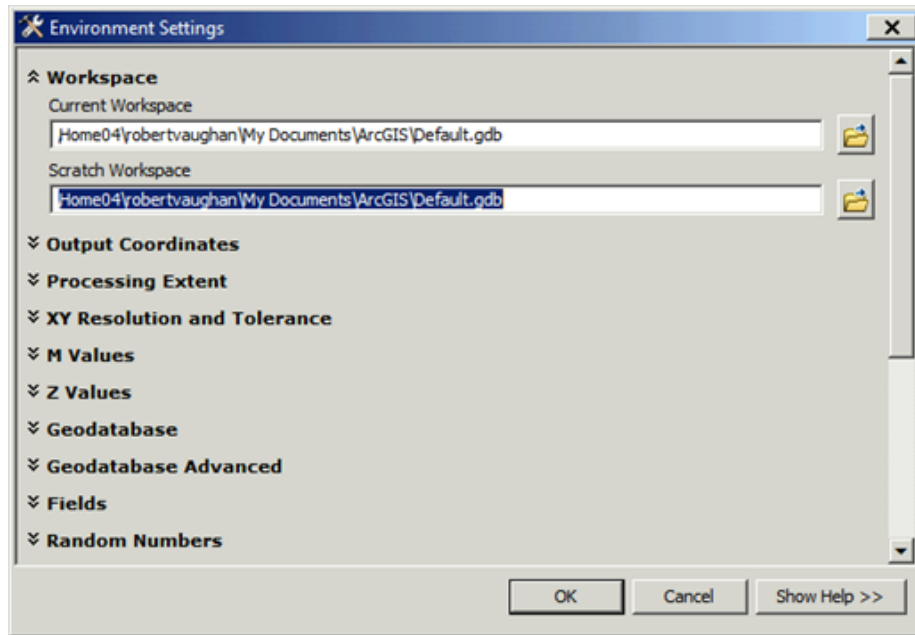 Environment Settings
Workspace
Current Workspace
Home04\robertvaughan\My Documents\ArcGIS\Default.gdb
Scratch Workspace
Home04\robertvaughan\My Documents\ArcGIS\Default.gdb
Output Coordinates
Processing Extent
XY Resolution and Tolerance
M Values
Z Values
Geodatabase
Geodatabase Advanced
Fields
Random Numbers
OK Cancel Show Help >>